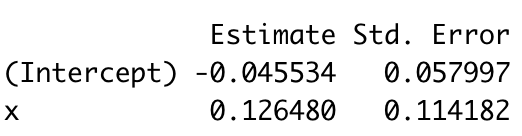 Estimate Std. Error
(Intercept) -0.045534 0.057997
x 0.126480 0.114182